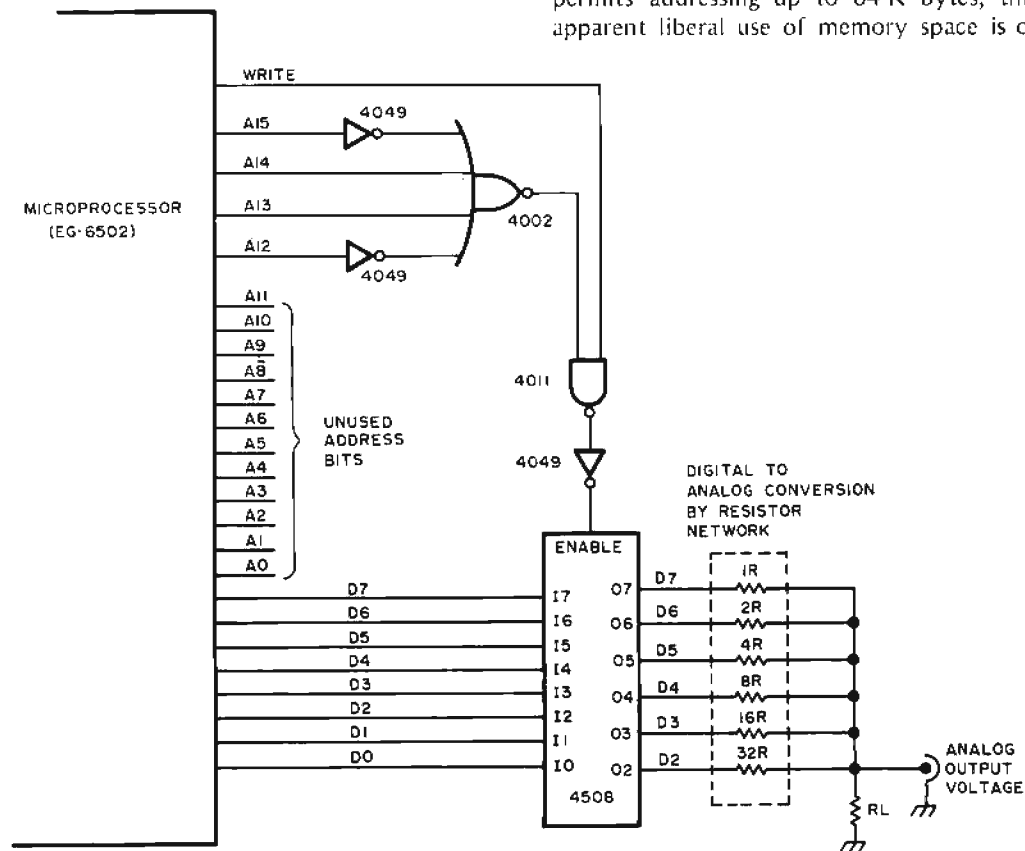 permits addressing up to 64 K bytes, this
apparent liberal use of memory space is o
WRITE
4049
A15
A14
A13
A12
4049
4002
MICROPROCESSOR
(EG-6502)
A11
A10
A9
A8
A7
A6
A5
A4
A3
A2
A1
A0
UNUSED
ADDRESS
BITS
4011
4049
DIGITAL TO
ANALOG CONVERSION
BY RESISTOR
NETWORK
ENABLE
D7 I7 O7 D7 1R
D6 I6 O6 D6 2R
D5 I5 O5 D5 4R
D4 I4 O4 D4 8R
D3 I3 O3 D3 16R
D2 I2 O2 D2 32R
D1 I1
D0 I0
4508
RL
ANALOG
OUTPUT
VOLTAGE